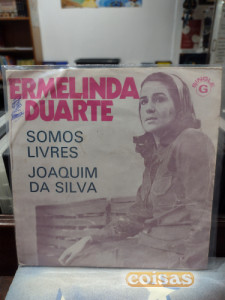 ERMELINDA
DUARTE
SOMOS
LIVRES
JOAQUIM
DA SILVA
G
coisas